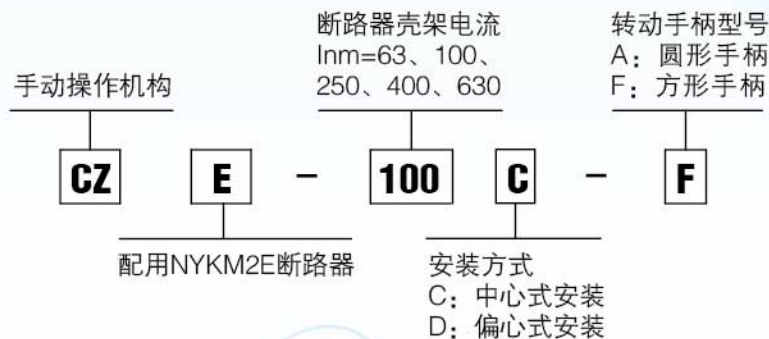 手动操作机构
断路器壳架电流
Inm=63、100、
250、400、630
转动手柄型号
A：圆形手柄
F：方形手柄
CZ E - 100 C - F
配用NYKM2E断路器
安装方式
C：中心式安装
D：偏心式安装